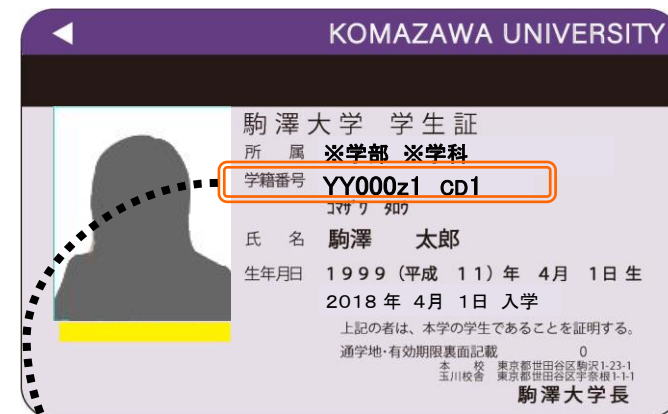 KOMAZAWA UNIVERSITY
駒澤大学 学生証
所 属 ※学部 ※学科
学籍番号 YY000z1 CD1
ｺﾏｻﾞﾜ ﾀﾛｳ
氏 名 駒澤 太郎
生年月日 1999（平成 11）年 4月 1日生
2018 年 4月 1日 入学
上記の者は、本学の学生であることを証明する。
通学地・有効期限裏面記載 0
本 校 東京都世田谷区駒沢1-23-1
玉川校舎 東京都世田谷区宇奈根1-1-1
駒澤大学長